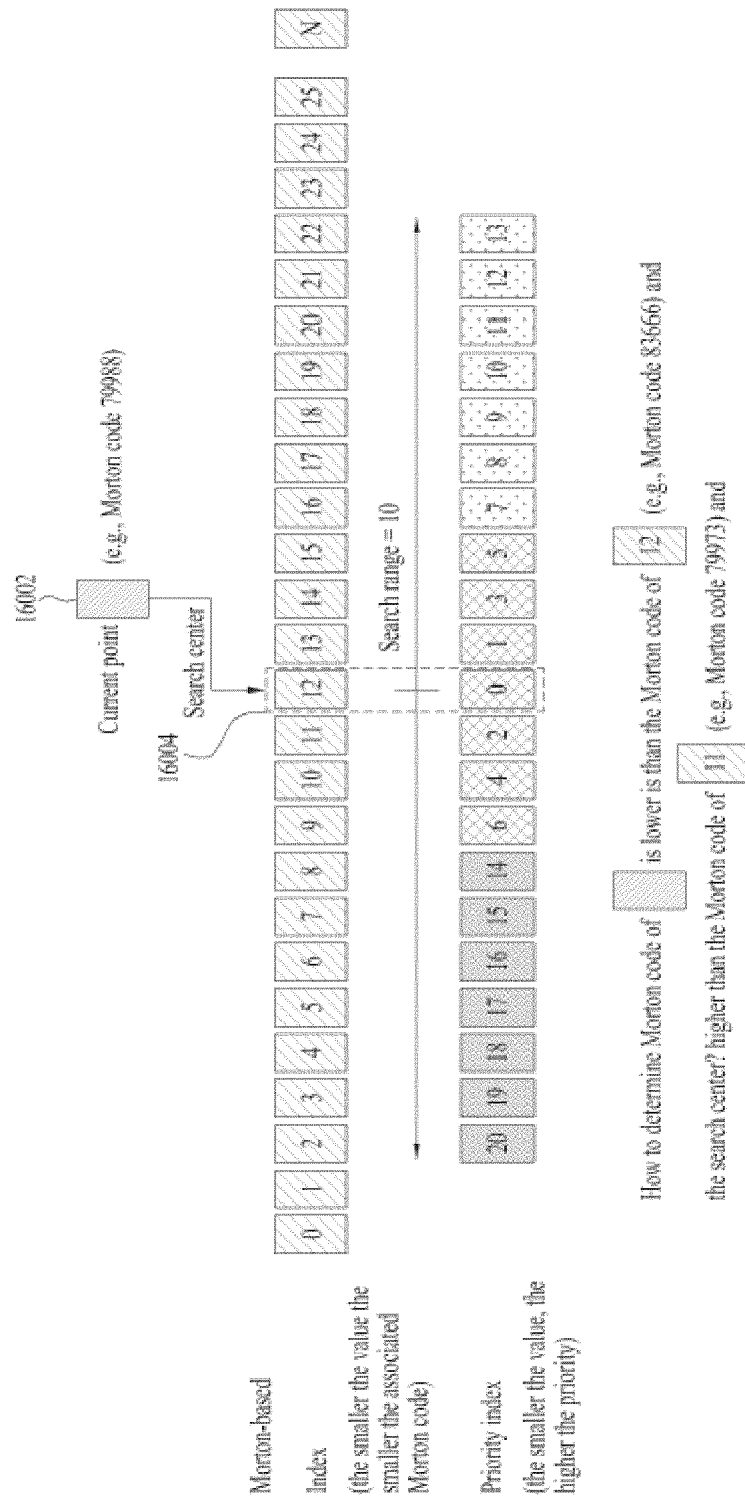 16002
Current point
(e.g., Morton code 79988)
Search center
16004
Morton-based
Index
(the smaller the value the
smaller the associated
Morton code)
0 1 2 3 4 5 6 7 8 9 10 11 12 13 14 15 16 17 18 19 20 21 22 23 24 25 N
Search range = 10
Priority index
(the smaller the value, the
higher the priority)
20 19 18 17 16 15 14 6 4 2 0 1 3 5 7 8 9 10 11 12 13
How to determine Morton code of is lower is than the Morton code of 12 (e.g., Morton code 83666) and
the search center? higher than the Morton code of 11 (e.g., Morton code 79973) and